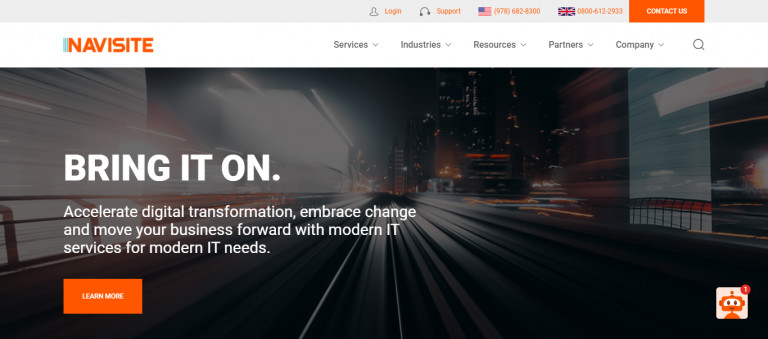 Login
Support
(978) 682-8300
0800-612-2933
CONTACT US
NAVISITE
Services
Industries
Resources
Partners
Company
BRING IT ON.
Accelerate digital transformation, embrace change
and move your business forward with modern IT
services for modern IT needs.
LEARN MORE
1